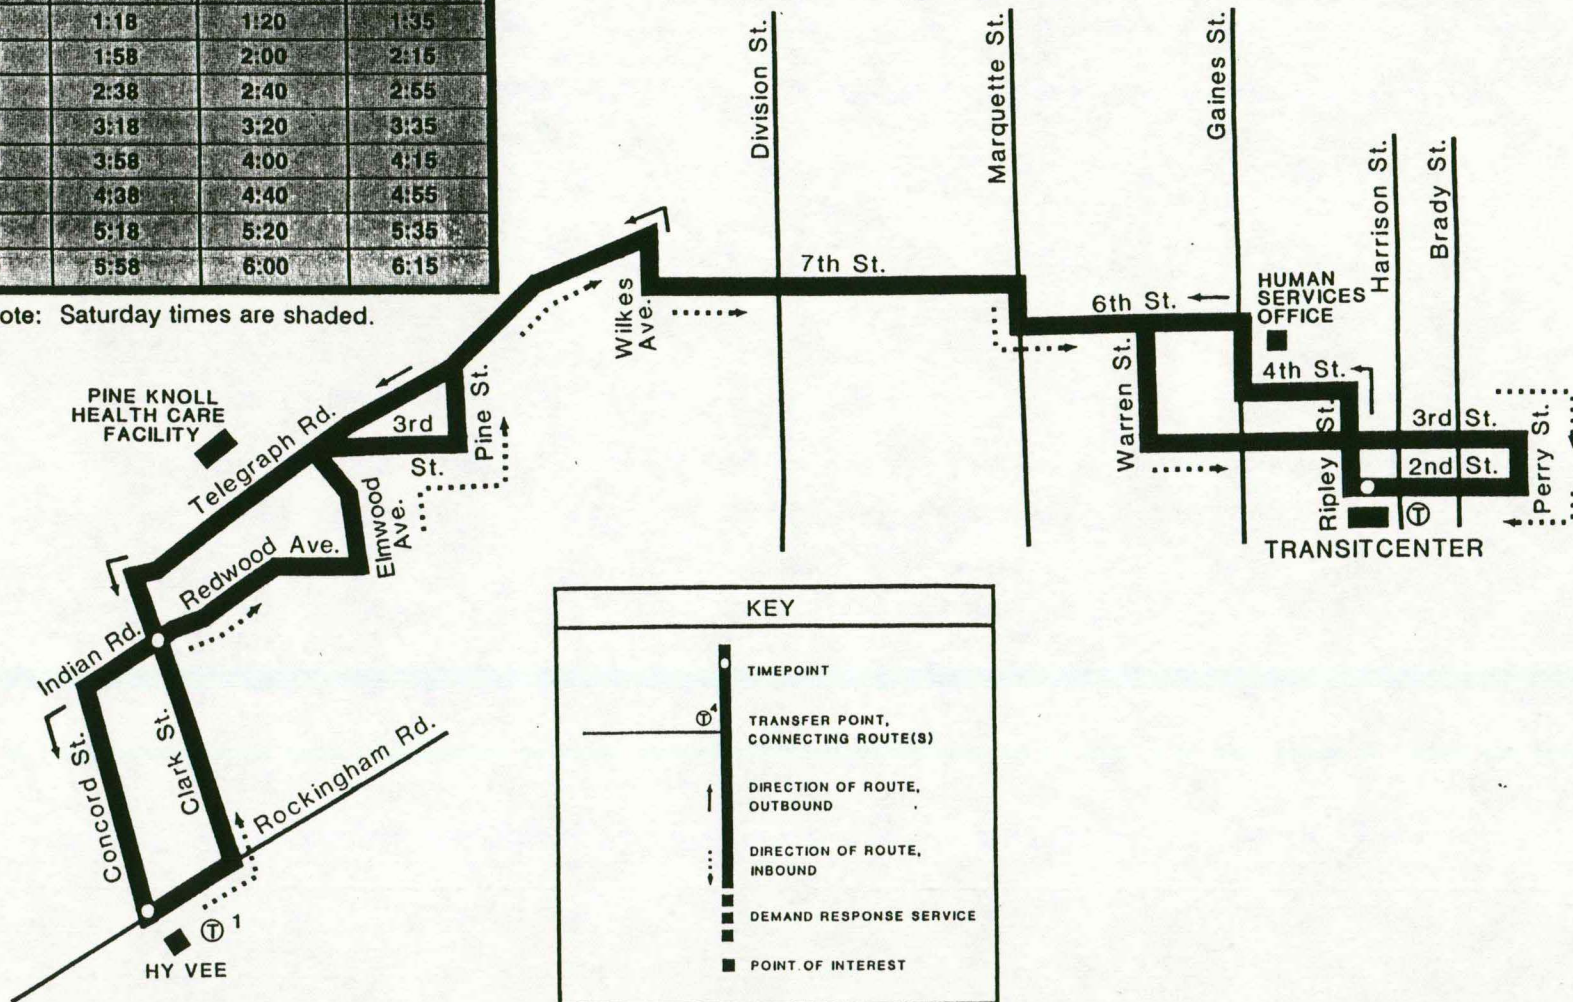 1:18 1:20 1:35
1:58 2:00 2:15
2:38 2:40 2:55
3:18 3:20 3:35
3:58 4:00 4:15
4:38 4:40 4:55
5:18 5:20 5:35
5:58 6:00 6:15
ote: Saturday times are shaded.
Division St.
Marquette St.
Gaines St.
Harrison St.
Brady St.
7th St.
6th St.
HUMAN
SERVICES
OFFICE
Wilkes
Ave.
Warren St.
4th St.
Ripley St.
3rd St.
2nd St.
Perry St.
T
TRANSITCENTER
PINE KNOLL
HEALTH CARE
FACILITY
Telegraph Rd.
3rd
St.
Pine St.
Elmwood
Ave.
Redwood Ave.
Indian Rd.
Concord St.
Clark St.
Rockingham Rd.
T 1
HY VEE
KEY
TIMEPOINT
T 4
TRANSFER POINT,
CONNECTING ROUTE(S)
DIRECTION OF ROUTE,
OUTBOUND
DIRECTION OF ROUTE,
INBOUND
DEMAND RESPONSE SERVICE
POINT OF INTEREST